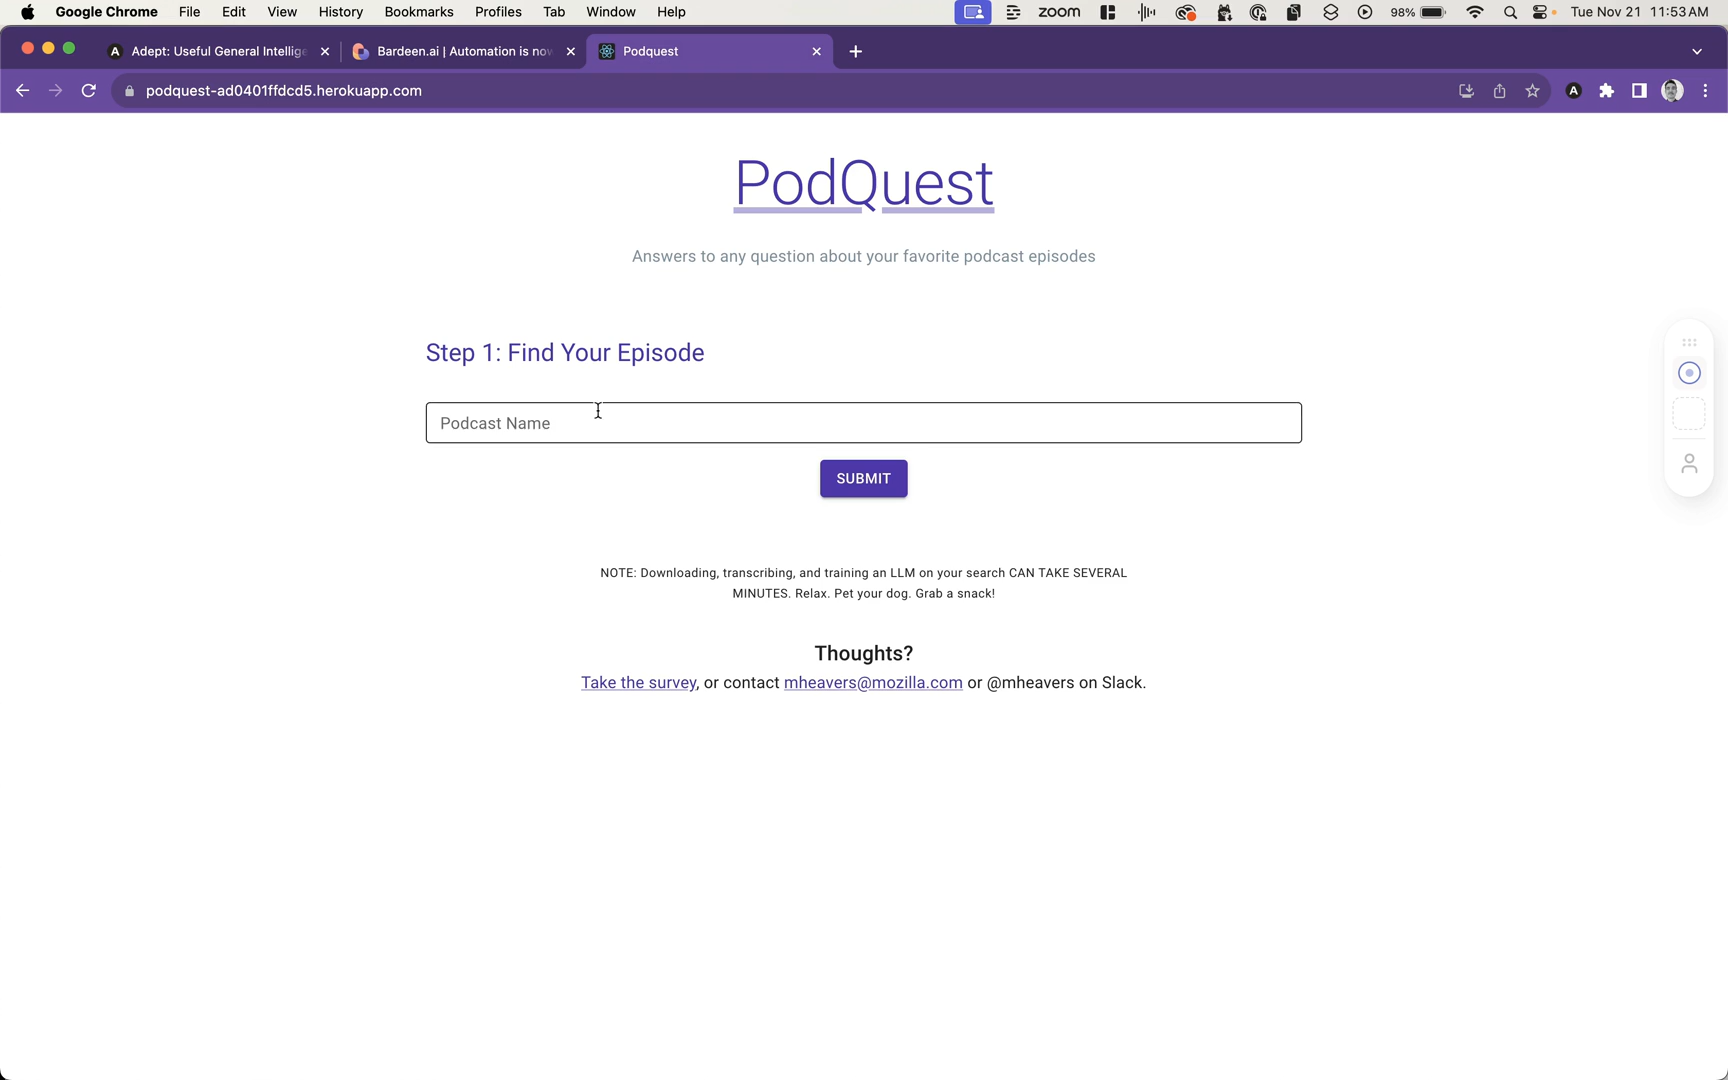 Google Chrome File Edit View History Bookmarks Profiles Tab Window Help zoom 98% Tue Nov 21 11:53 AM
A Adept: Useful General Intellige Bardeen.ai | Automation is now Podquest
podquest-ad0401ffdcd5.herokuapp.com A
PodQuest
Answers to any question about your favorite podcast episodes
Step 1: Find Your Episode
Podcast Name
SUBMIT
NOTE: Downloading, transcribing, and training an LLM on your search CAN TAKE SEVERAL
MINUTES. Relax. Pet your dog. Grab a snack!
Thoughts?
Take the survey, or contact mheavers@mozilla.com or @mheavers on Slack.